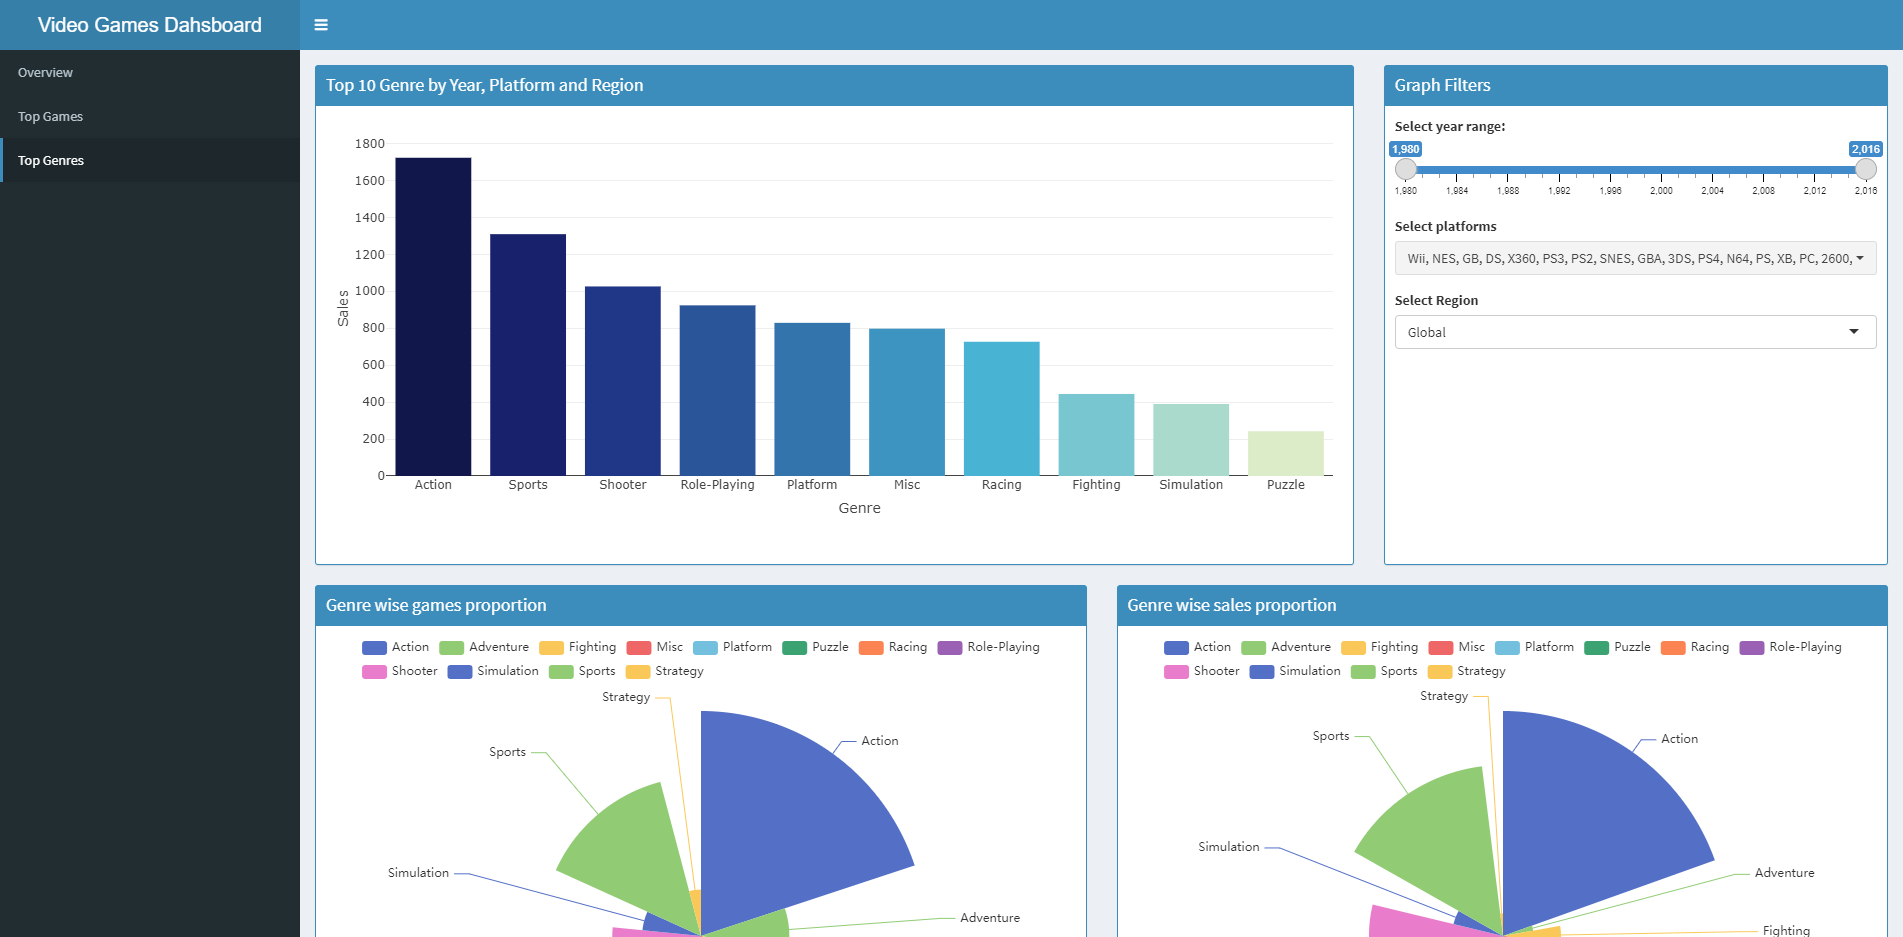 Video Games Dahsboard
Overview
Top Games
Top Genres
Top 10 Genre by Year, Platform and Region
1800
1600
1400
1200
1000
800
600
400
200
0
Sales
Action Sports Shooter Role-Playing Platform Misc Racing Fighting Simulation Puzzle
Genre
Graph Filters
Select year range:
1,980 2,016
1,980 1,984 1,988 1,992 1,996 2,000 2,004 2,008 2,012 2,016
Select platforms
Wii, NES, GB, DS, X360, PS3, PS2, SNES, GBA, 3DS, PS4, N64, PS, XB, PC, 2600,
Select Region
Global
Genre wise games proportion
Action Adventure Fighting Misc Platform Puzzle Racing Role-Playing
Shooter Simulation Sports Strategy
Strategy
Action
Sports
Simulation
Adventure
Genre wise sales proportion
Action Adventure Fighting Misc Platform Puzzle Racing Role-Playing
Shooter Simulation Sports Strategy
Strategy
Sports
Action
Simulation
Adventure
Fighting